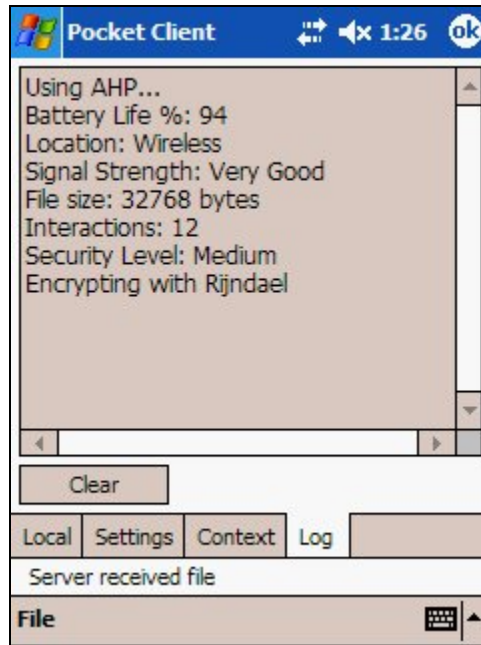 Pocket Client 1:26 ok
Using AHP...
Battery Life %: 94
Location: Wireless
Signal Strength: Very Good
File size: 32768 bytes
Interactions: 12
Security Level: Medium
Encrypting with Rijndael
Clear
Local Settings Context Log
Server received file
File